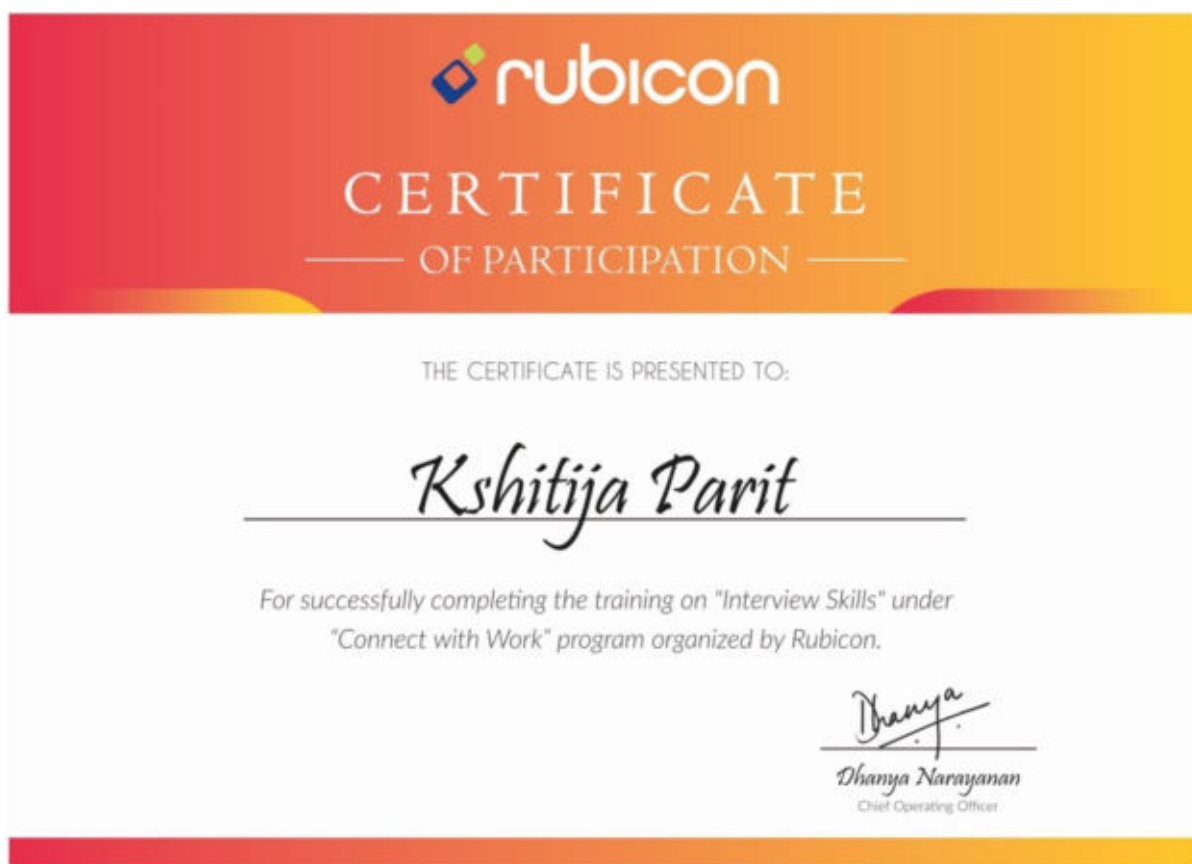 rubicon
CERTIFICATE
OF PARTICIPATION
THE CERTIFICATE IS PRESENTED TO:
Kshitija Parit
For successfully completing the training on "Interview Skills" under
"Connect with Work" program organized by Rubicon.
Dhanya
Dhanya Narayanan
Chief Operating Officer